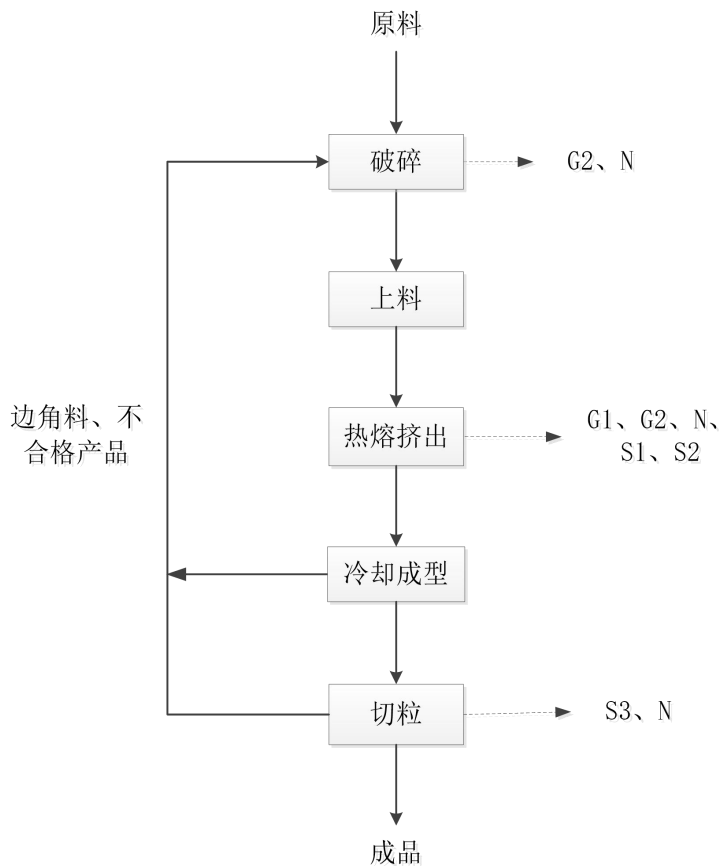 原料
破碎
G2、N
上料
边角料、不
合格产品
热熔挤出
G1、G2、N、
S1、S2
冷却成型
切粒
S3、N
成品